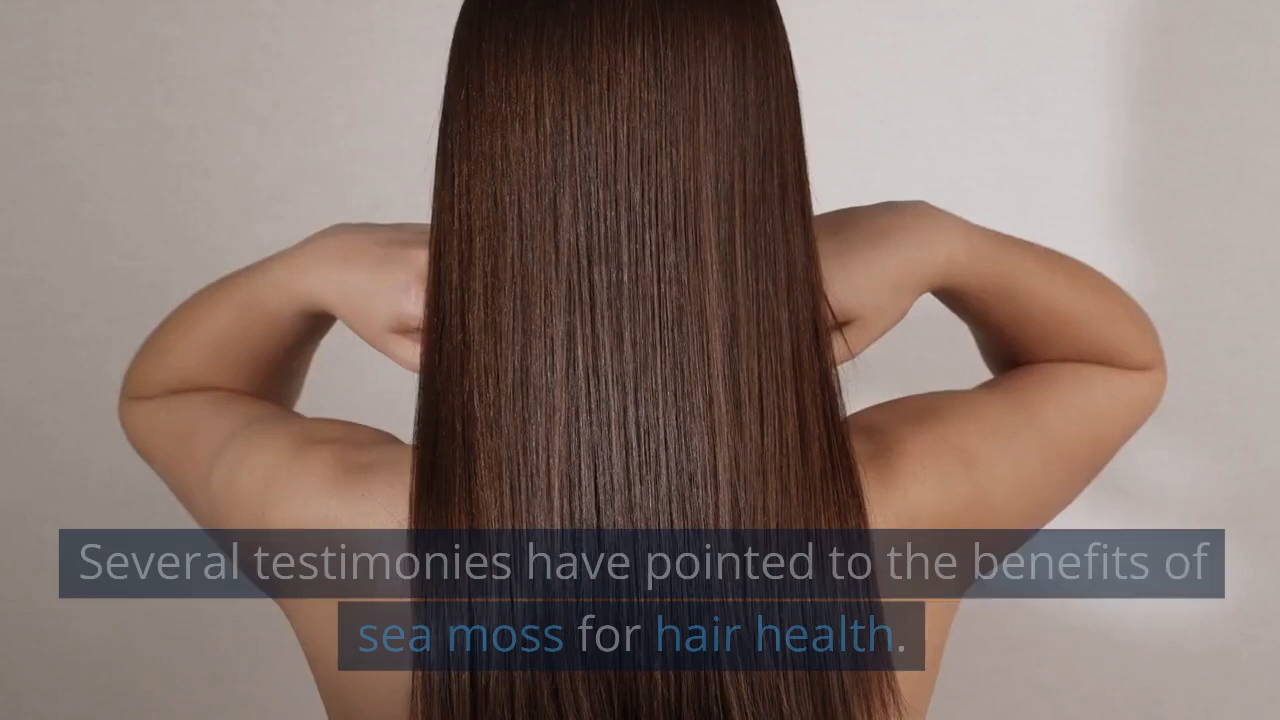 Several testimonies have pointed to the benefits of
sea moss for hair health.